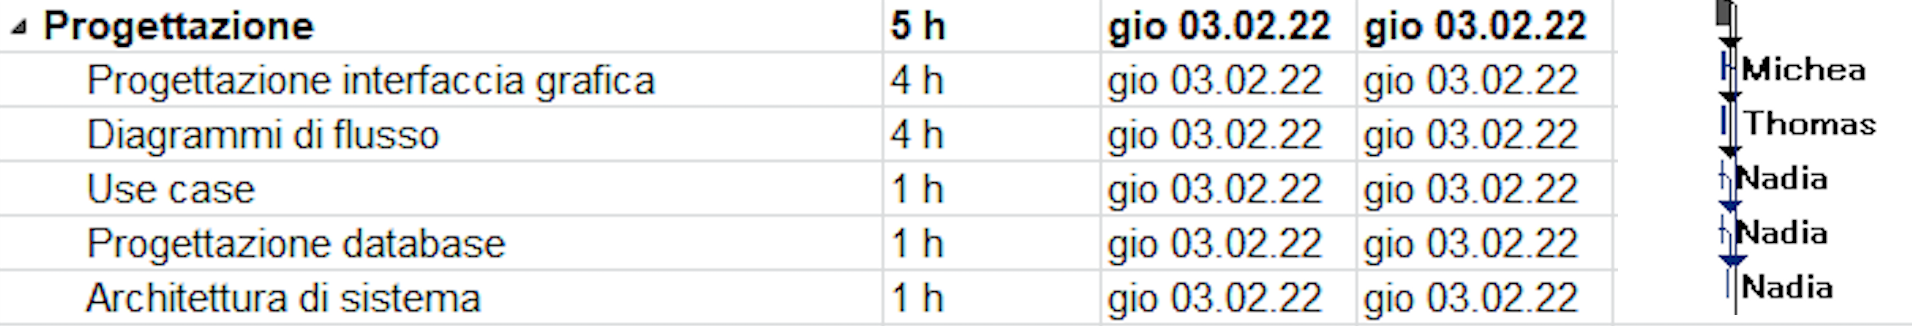 Progettazione 5 h gio 03.02.22 gio 03.02.22
Progettazione interfaccia grafica 4 h gio 03.02.22 gio 03.02.22 Michea
Diagrammi di flusso 4 h gio 03.02.22 gio 03.02.22 Thomas
Use case 1 h gio 03.02.22 gio 03.02.22 Nadia
Progettazione database 1 h gio 03.02.22 gio 03.02.22 Nadia
Architettura di sistema 1 h gio 03.02.22 gio 03.02.22 Nadia